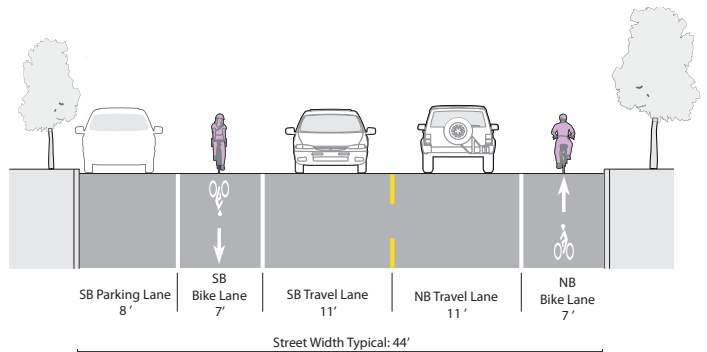 SB Parking Lane
8 ′
SB
Bike Lane
7′
SB Travel Lane
11′
NB Travel Lane
11 ′
NB
Bike Lane
7 ′
Street Width Typical: 44′